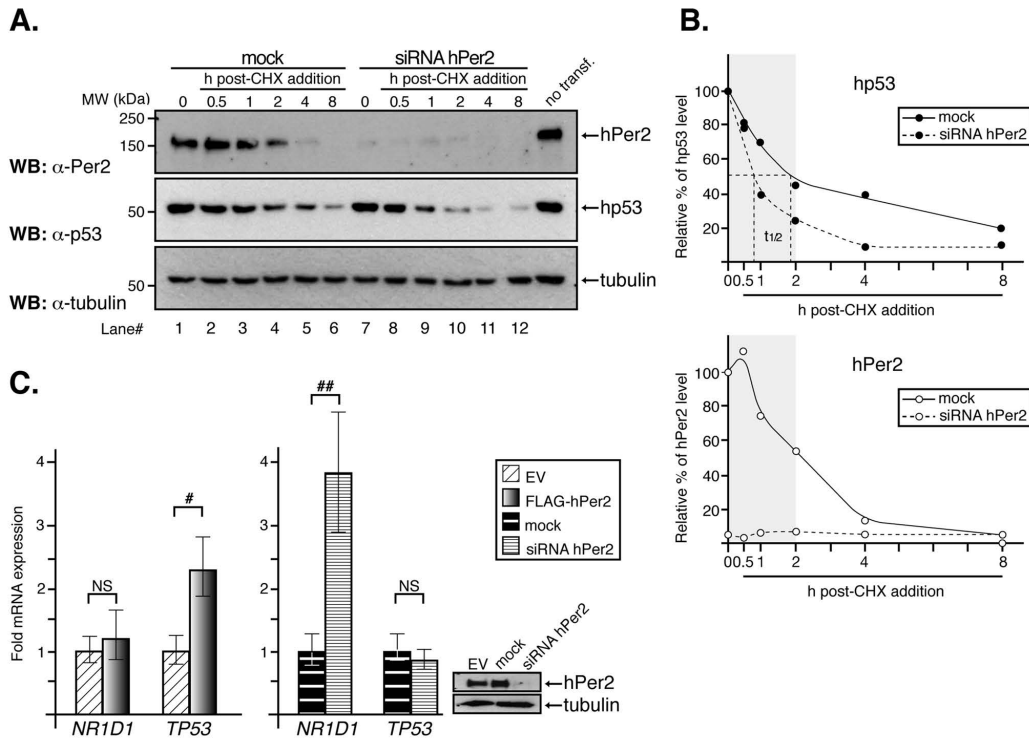 A.
mock
siRNA hPer2
no transf.
h post-CHX addition
h post-CHX addition
MW (kDa)
0 0.5 1 2 4 8 0 0.5 1 2 4 8
250
150
hPer2
WB: α-Per2
50
hp53
WB: α-p53
50
tubulin
WB: α-tubulin
Lane# 1 2 3 4 5 6 7 8 9 10 11 12
B.
hp53
mock
siRNA hPer2
Relative % of hp53 level
100
80
60
40
20
t1/2
0 0.5 1 2 4 8
h post-CHX addition
hPer2
mock
siRNA hPer2
Relative % of hPer2 level
100
80
60
40
20
0 0.5 1 2 4 8
h post-CHX addition
C.
Fold mRNA expression
4
3
2
1
NS
#
NR1D1 TP53
4
3
2
1
##
NS
NR1D1 TP53
EV
FLAG-hPer2
mock
siRNA hPer2
EV mock siRNA hPer2
hPer2
tubulin